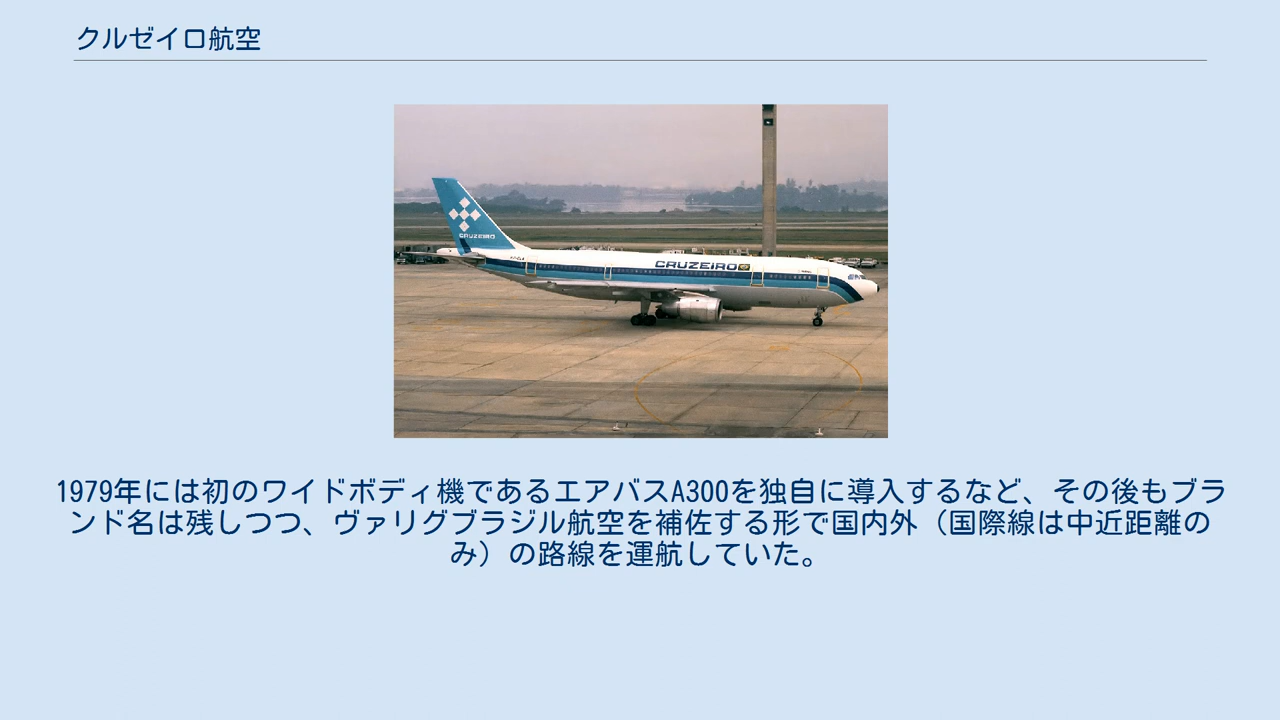 クルゼイロ航空
CRUZEIRO
CRUZEIRO
1979年には初のワイドボディ機であるエアバスA300を独自に導入するなど、その後もブラ
ンド名は残しつつ、ヴァリグブラジル航空を補佐する形で国内外（国際線は中近距離の
み）の路線を運航していた。